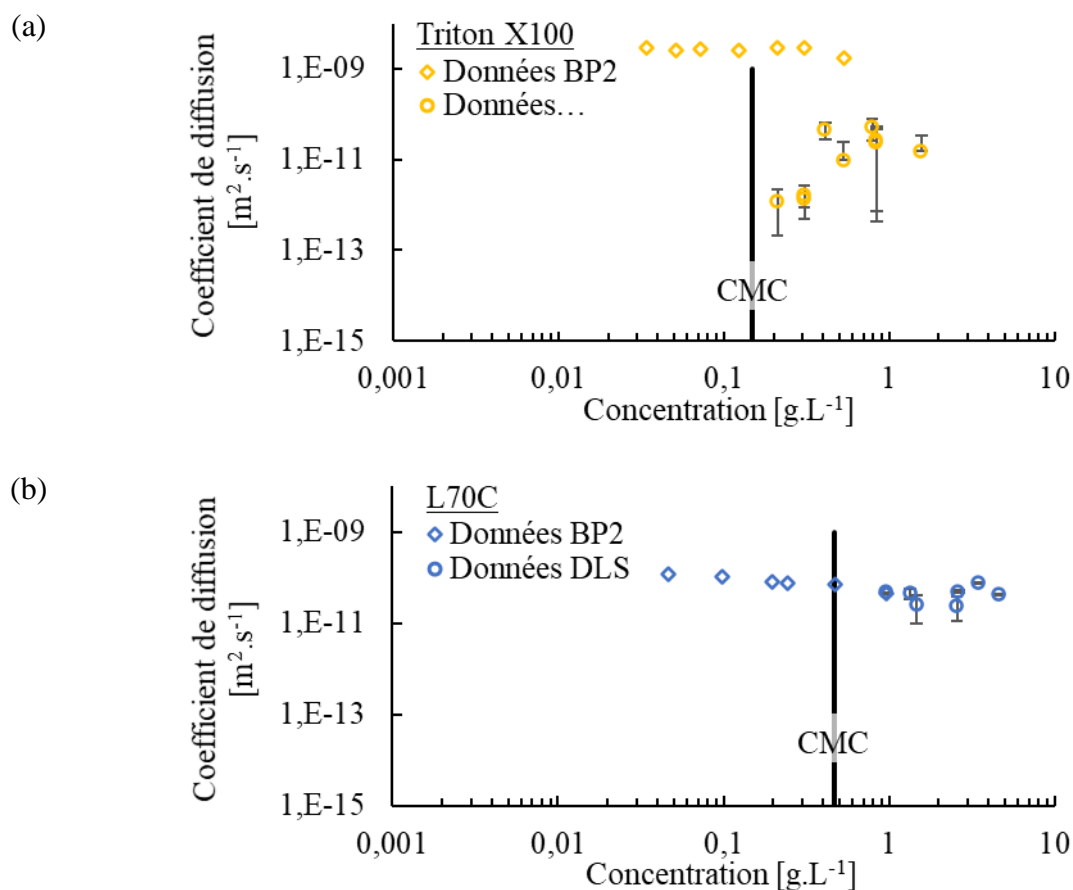 (a)
Triton X100
Données BP2
Données…
Coefficient de diffusion
[m².s⁻¹]
1,E-09
1,E-11
1,E-13
1,E-15
CMC
0,001 0,01 0,1 1 10
Concentration [g.L⁻¹]
(b)
L70C
Données BP2
Données DLS
Coefficient de diffusion
[m².s⁻¹]
1,E-09
1,E-11
1,E-13
1,E-15
CMC
0,001 0,01 0,1 1 10
Concentration [g.L⁻¹]